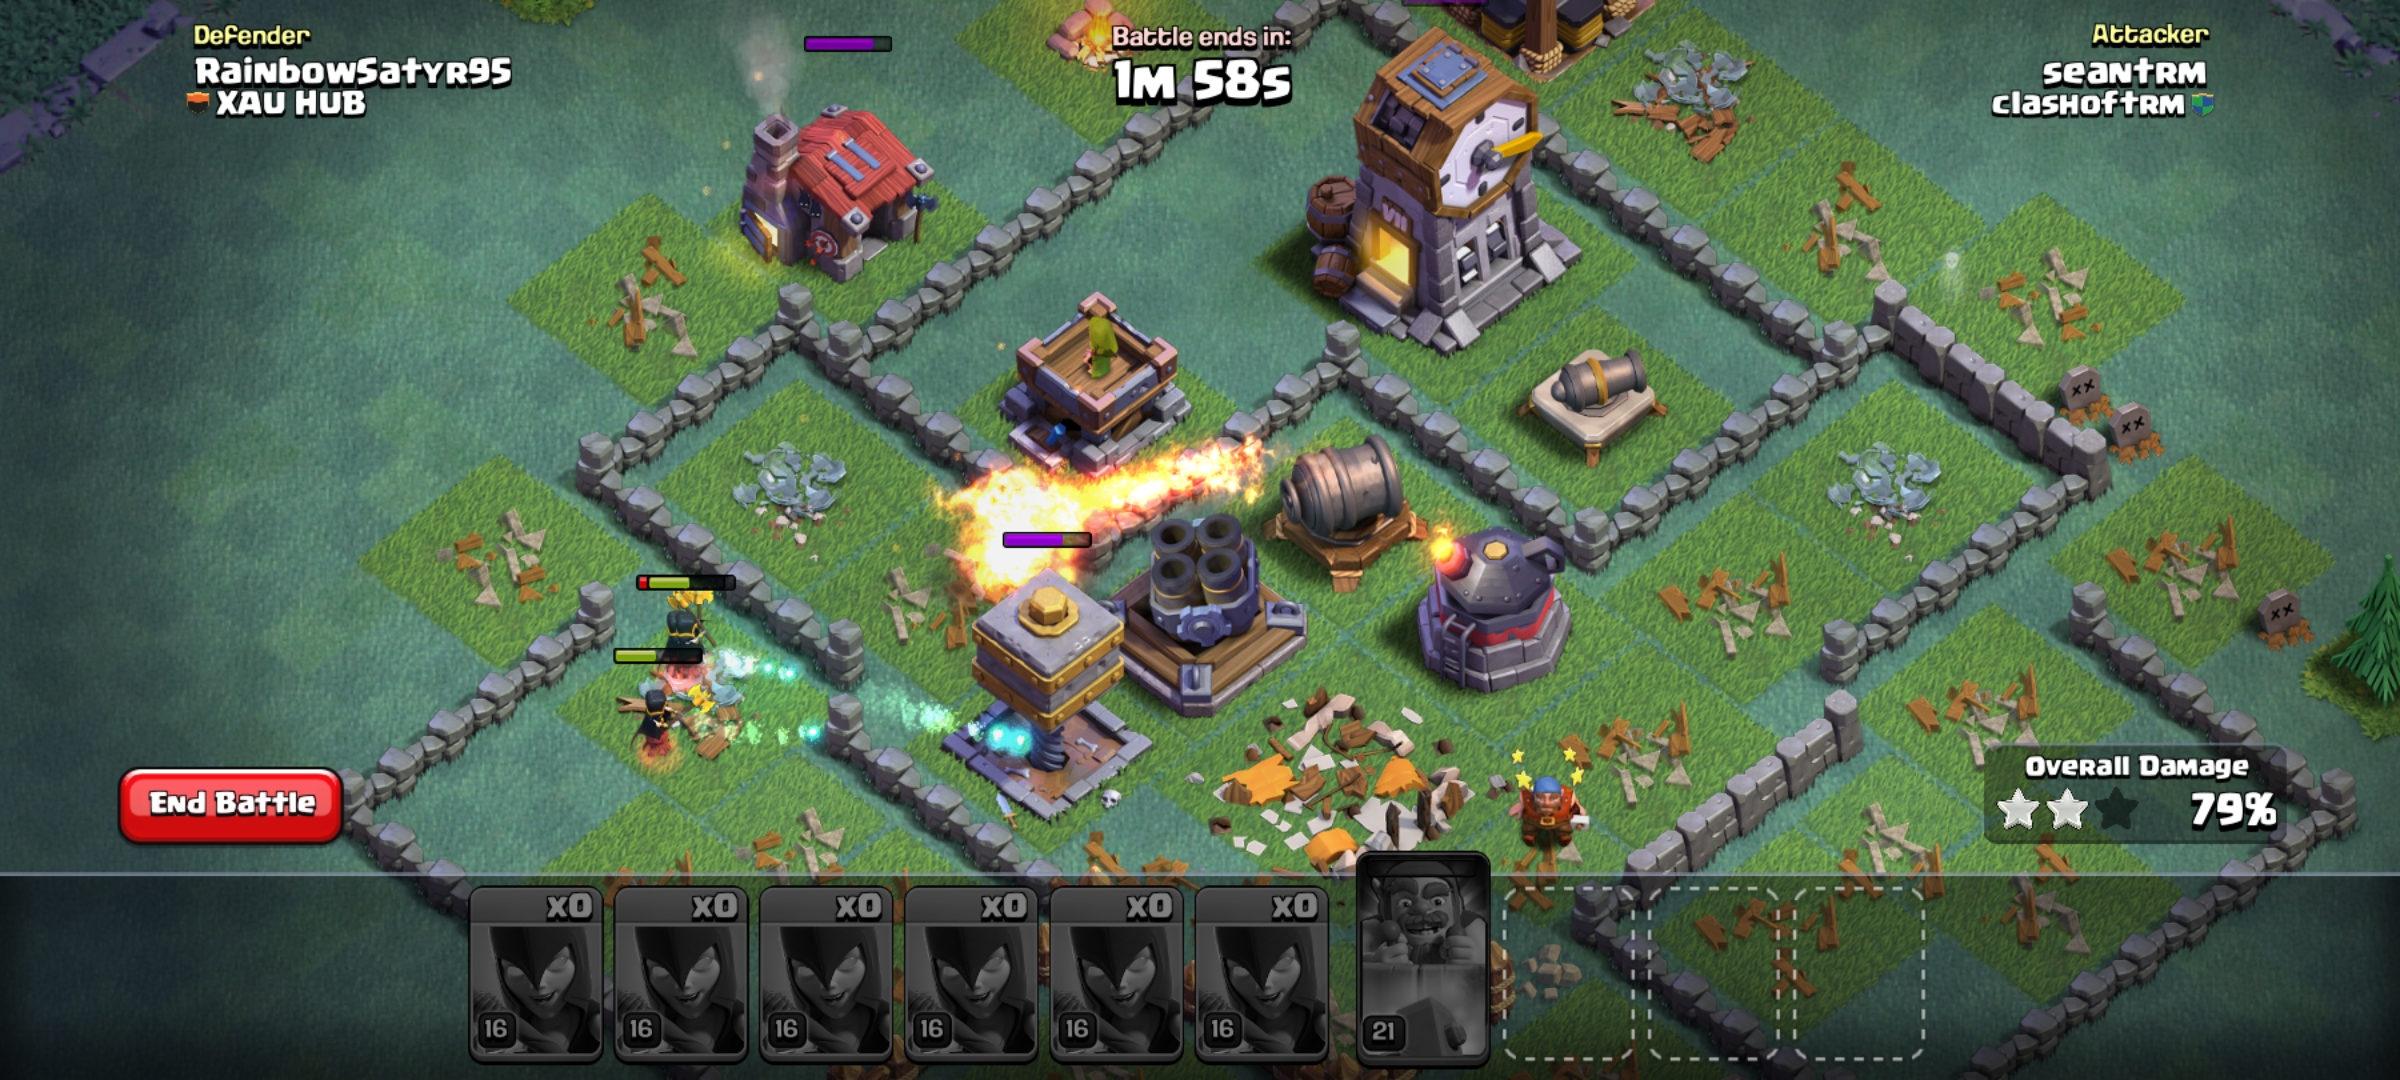 Defender
RainbowSatyr95
XAU HUB
Battle ends in:
1M 58s
Attacker
seantrm
clashoftrm
VII
End Battle
Overall Damage
79%
x0 x0 x0 x0 x0 x0
16 16 16 16 16 16 21